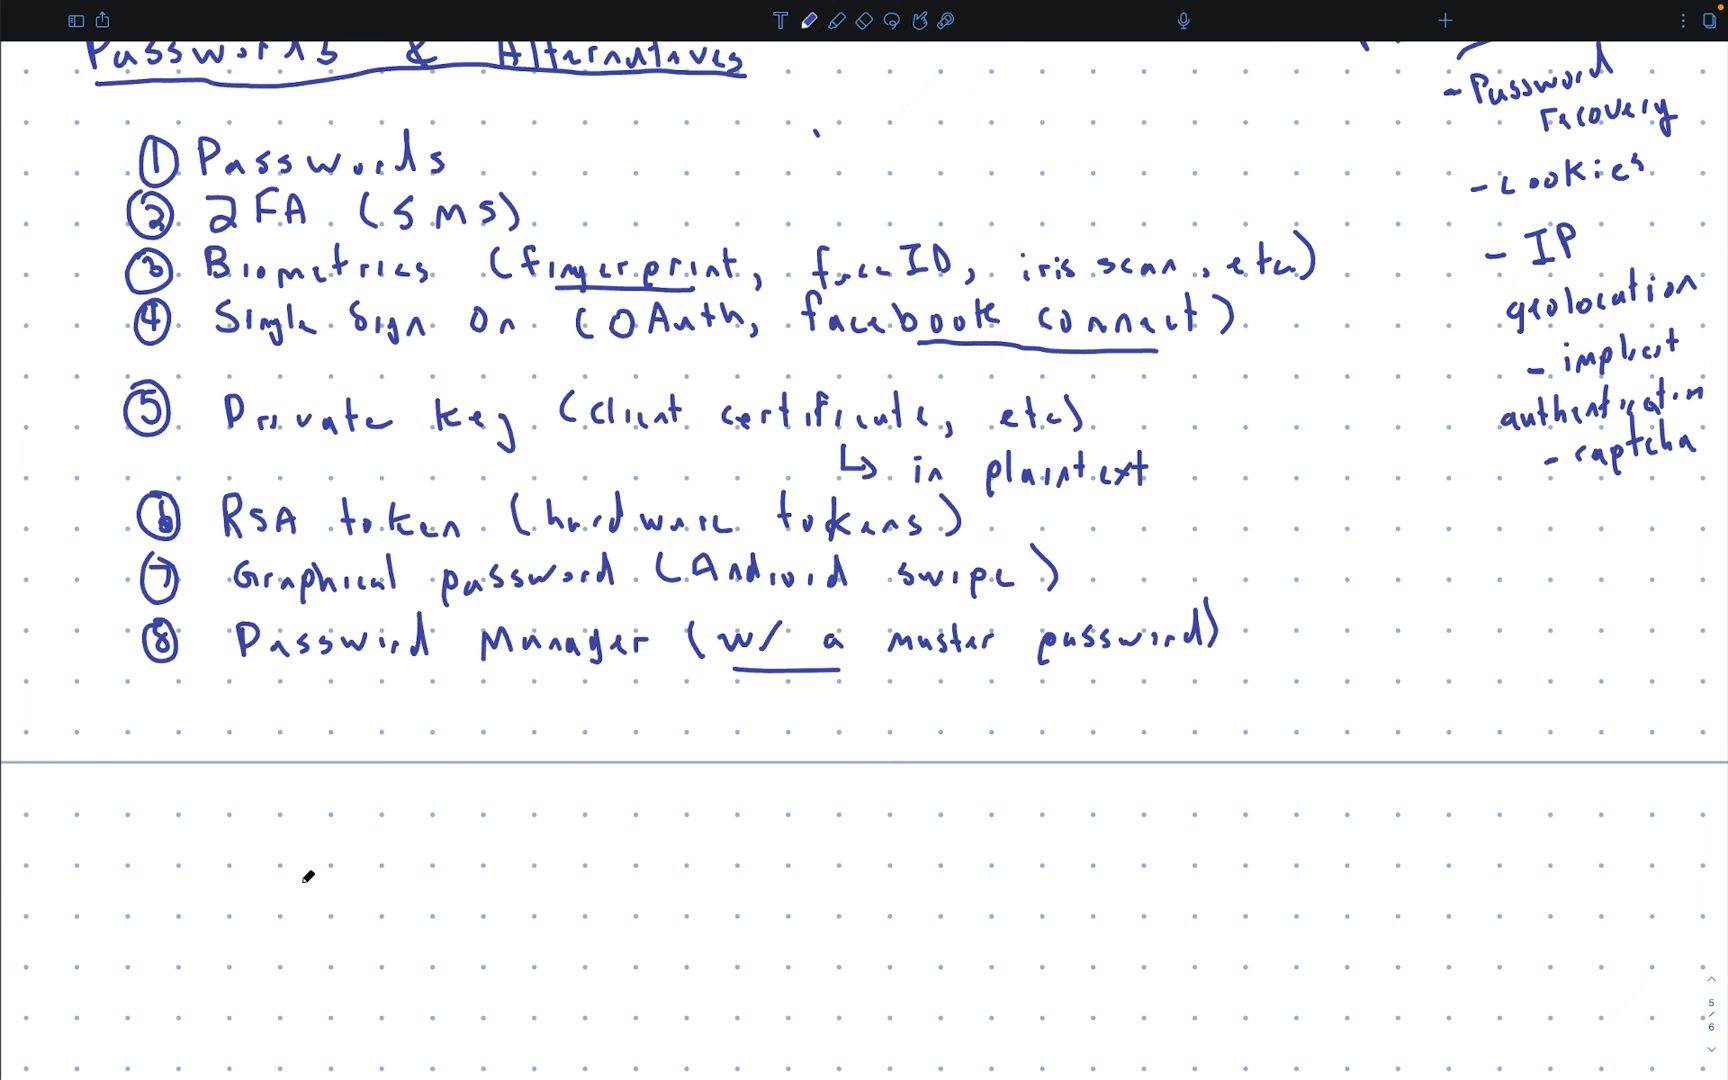 Passwords & Alternatives
① Passwords
② 2FA (SMS)
③ Biometrics (fingerprint, faceID, iris scan, etc.)
④ Single Sign On (OAuth, facebook connect)
⑤ Private key (client certificate, etc)
↳ in plaintext
⑥ RSA token (hardware tokens)
⑦ Graphical password (Android swipe)
⑧ Password Manager (w/ a master password)
- Password
recovery
- cookies
- IP
geolocation
- implicit
authentication
- captcha
5
/
6